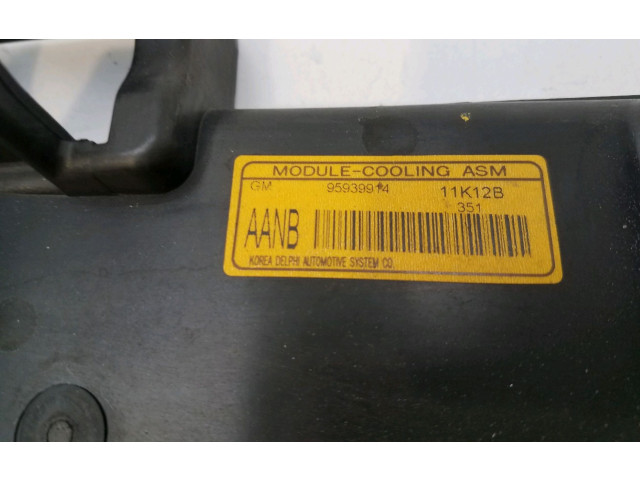 MODULE-COOLING ASM
GM 95939914 11K12B
351
AANB
KOREA DELPHI AUTOMOTIVE SYSTEM CO.